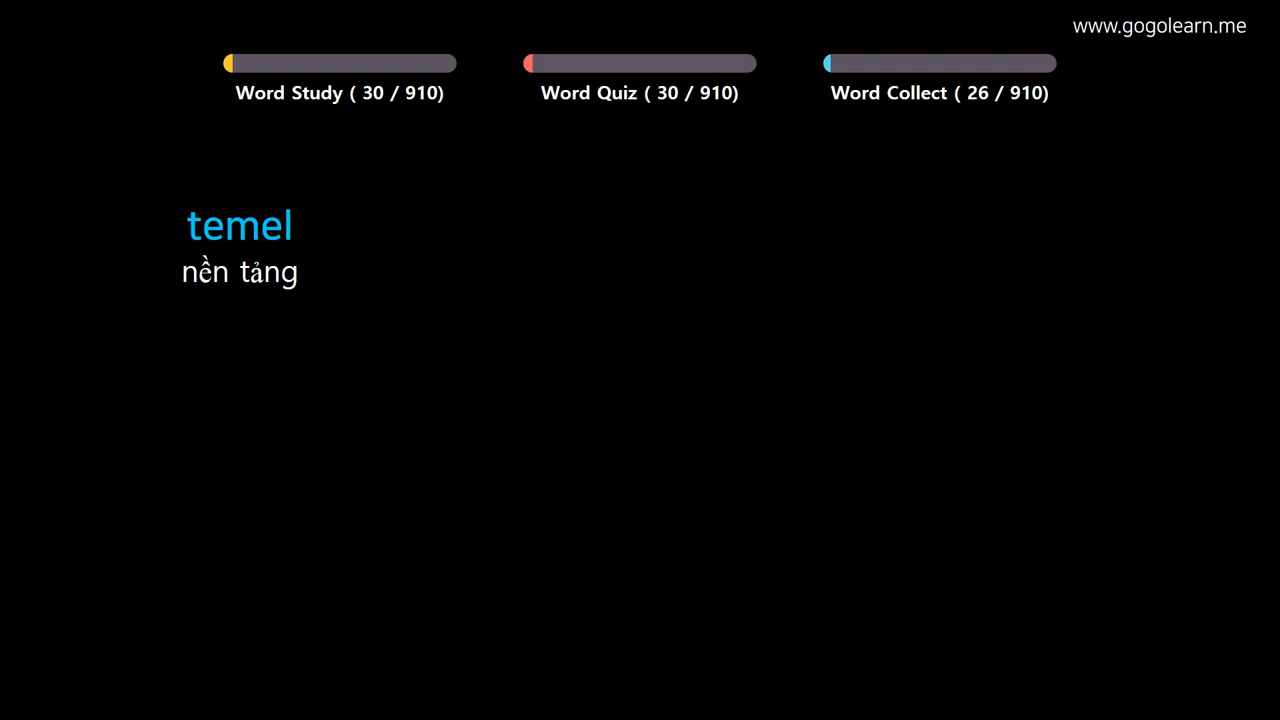 www.gogolearn.me
Word Study ( 30 / 910)
Word Quiz ( 30 / 910)
Word Collect ( 26 / 910)
temel
nền tảng